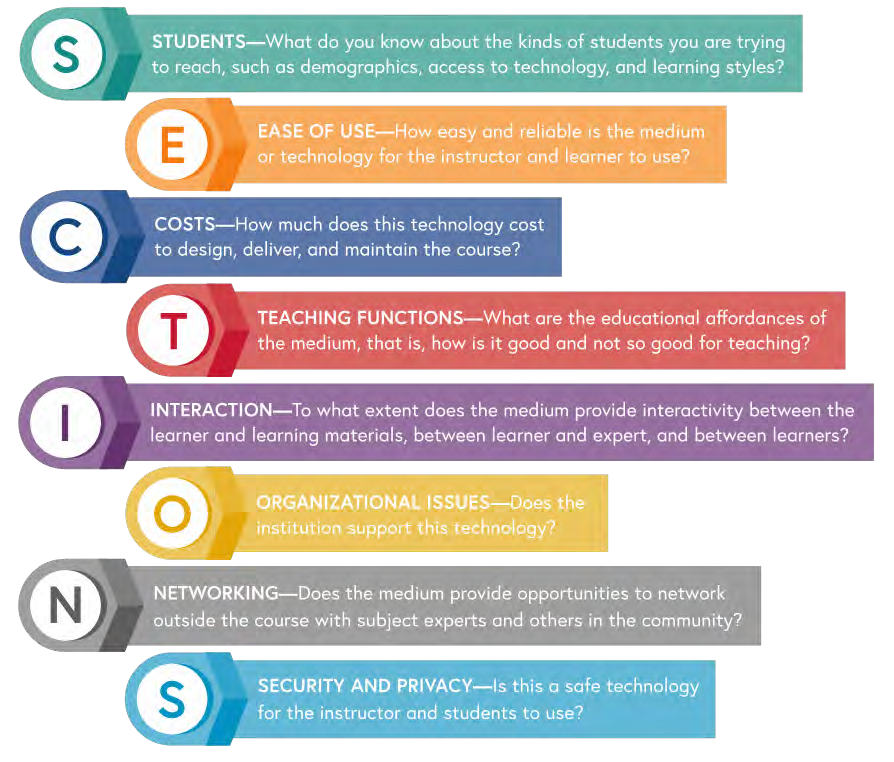 S
STUDENTS—What do you know about the kinds of students you are trying
to reach, such as demographics, access to technology, and learning styles?
E
EASE OF USE—How easy and reliable is the medium
or technology for the instructor and learner to use?
C
COSTS—How much does this technology cost
to design, deliver, and maintain the course?
T
TEACHING FUNCTIONS—What are the educational affordances of
the medium, that is, how is it good and not so good for teaching?
I
INTERACTION—To what extent does the medium provide interactivity between the
learner and learning materials, between learner and expert, and between learners?
O
ORGANIZATIONAL ISSUES—Does the
institution support this technology?
N
NETWORKING—Does the medium provide opportunities to network
outside the course with subject experts and others in the community?
S
SECURITY AND PRIVACY—Is this a safe technology
for the instructor and students to use?